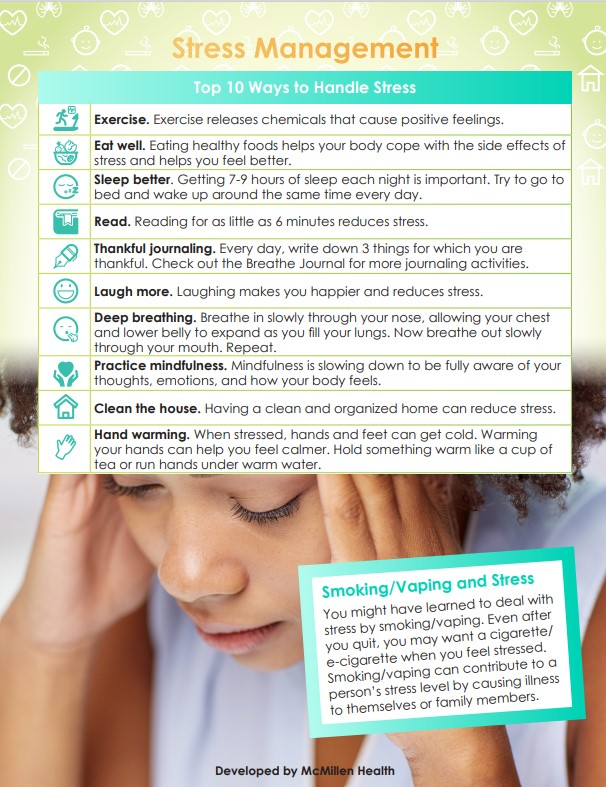 Stress Management
Top 10 Ways to Handle Stress
Exercise. Exercise releases chemicals that cause positive feelings.
Eat well. Eating healthy foods helps your body cope with the side effects of
stress and helps you feel better.
Sleep better. Getting 7-9 hours of sleep each night is important. Try to go to
bed and wake up around the same time every day.
Read. Reading for as little as 6 minutes reduces stress.
Thankful journaling. Every day, write down 3 things for which you are
thankful. Check out the Breathe Journal for more journaling activities.
Laugh more. Laughing makes you happier and reduces stress.
Deep breathing. Breathe in slowly through your nose, allowing your chest
and lower belly to expand as you fill your lungs. Now breathe out slowly
through your mouth. Repeat.
Practice mindfulness. Mindfulness is slowing down to be fully aware of your
thoughts, emotions, and how your body feels.
Clean the house. Having a clean and organized home can reduce stress.
Hand warming. When stressed, hands and feet can get cold. Warming
your hands can help you feel calmer. Hold something warm like a cup of
tea or run hands under warm water.
Smoking/Vaping and Stress
You might have learned to deal with
stress by smoking/vaping. Even after
you quit, you may want a cigarette/
e-cigarette when you feel stressed.
Smoking/vaping can contribute to a
person's stress level by causing illness
to themselves or family members.
Developed by McMillen Health